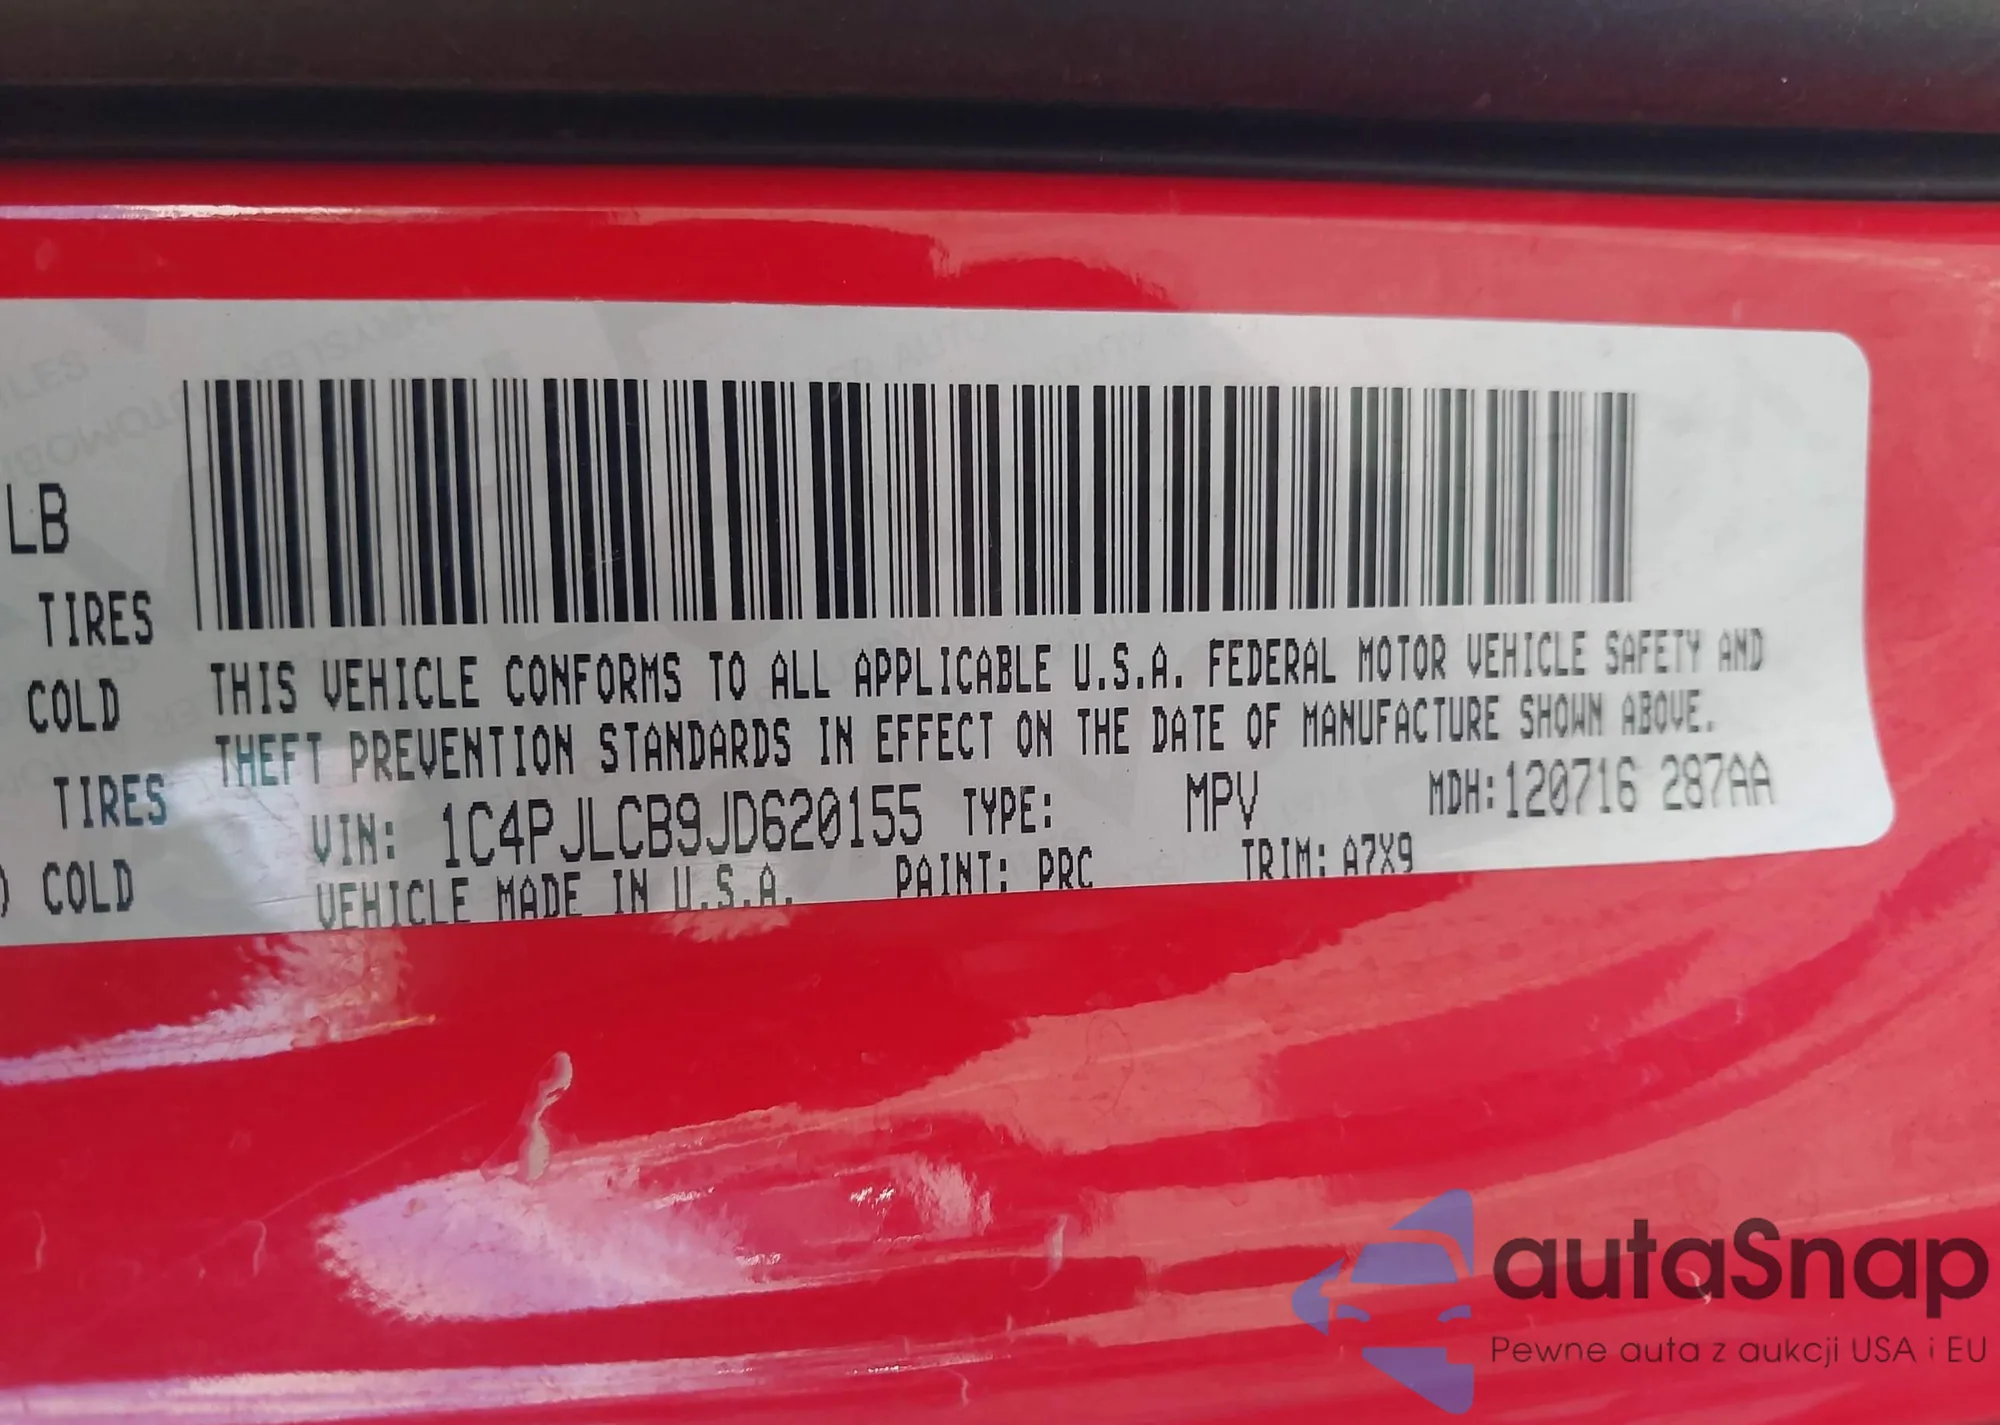 LB
TIRES
COLD
TIRES
) COLD
THIS VEHICLE CONFORMS TO ALL APPLICABLE U.S.A. FEDERAL MOTOR VEHICLE SAFETY AND
THEFT PREVENTION STANDARDS IN EFFECT ON THE DATE OF MANUFACTURE SHOWN ABOVE.
VIN: 1C4PJLCB9JD620155 TYPE: MPV MDH:120716 287AA
VEHICLE MADE IN U.S.A. PAINT: PRC TRIM: A7X9
autaSnap
Pewne auta z aukcji USA i EU